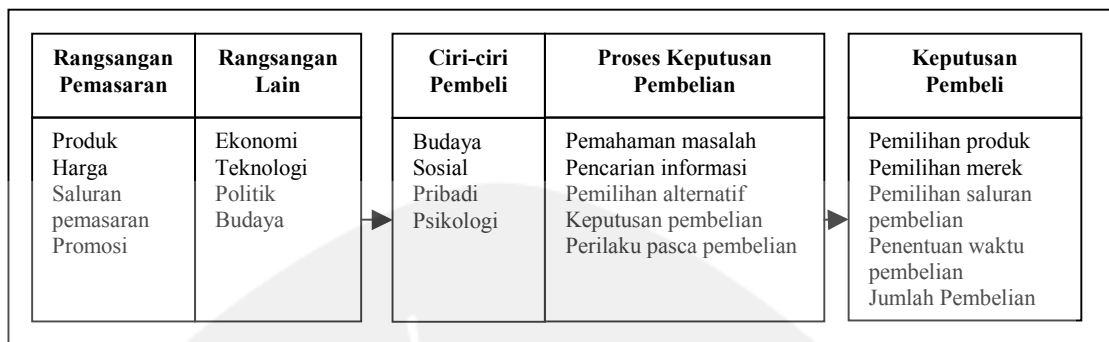 Rangsangan
Pemasaran
Produk
Harga
Saluran
pemasaran
Promosi
Rangsangan
Lain
Ekonomi
Teknologi
Politik
Budaya
Ciri-ciri
Pembeli
Budaya
Sosial
Pribadi
Psikologi
Proses Keputusan
Pembelian
Pemahaman masalah
Pencarian informasi
Pemilihan alternatif
Keputusan pembelian
Perilaku pasca pembelian
Keputusan
Pembeli
Pemilihan produk
Pemilihan merek
Pemilihan saluran
pembelian
Penentuan waktu
pembelian
Jumlah Pembelian